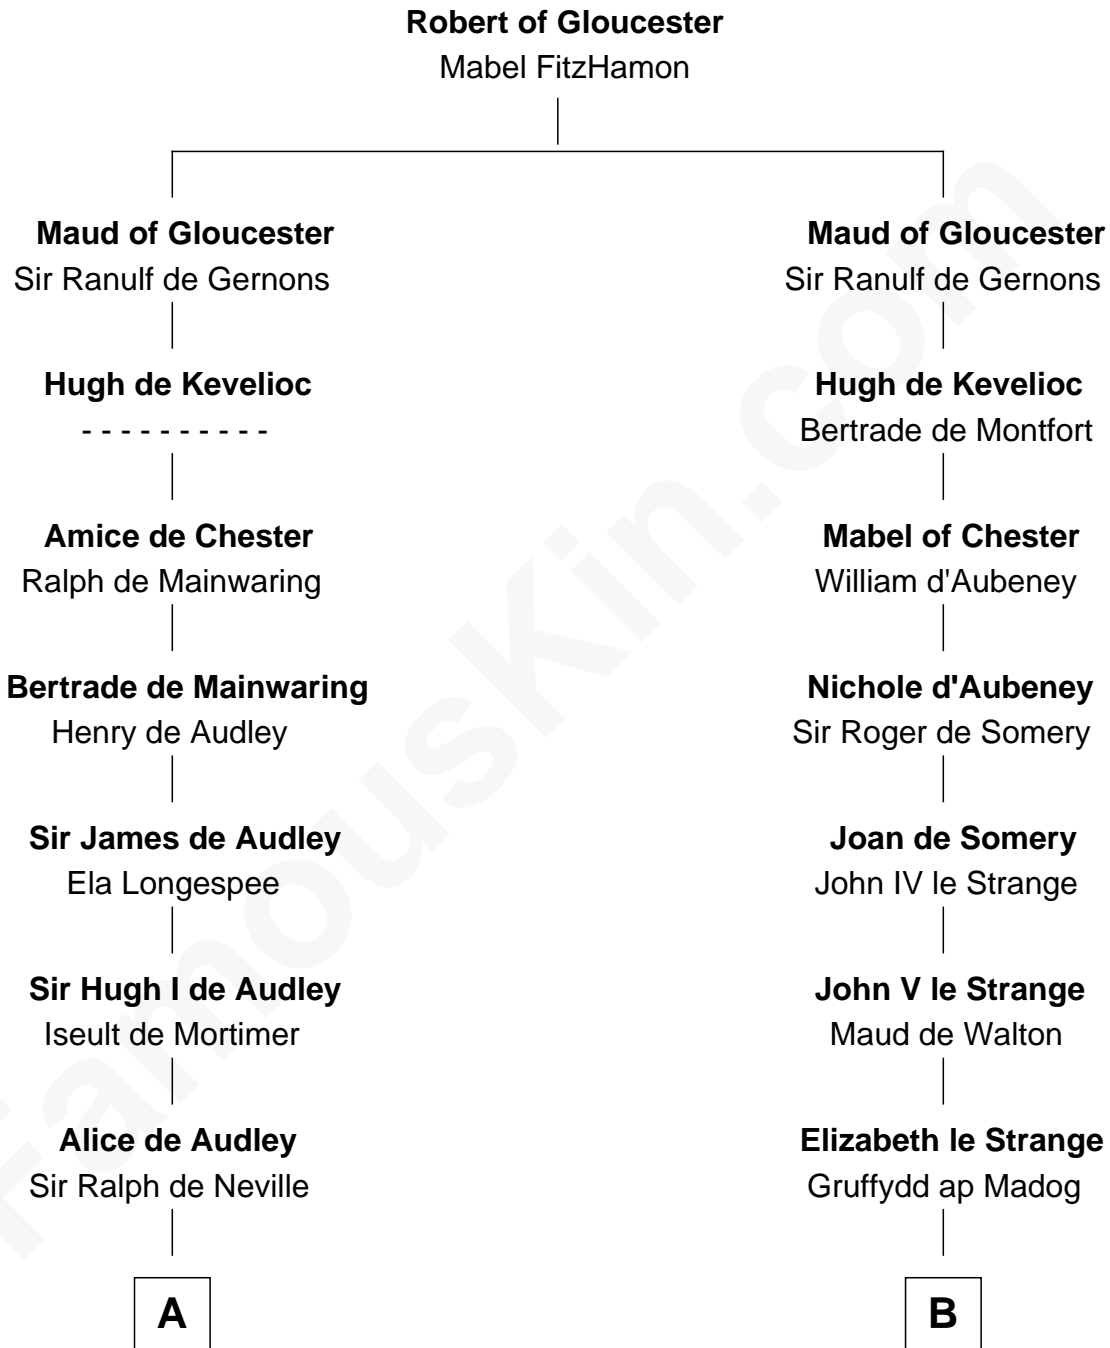 Robert of Gloucester
Mabel FitzHamon
Maud of Gloucester
Sir Ranulf de Gernons
Hugh de Kevelioc
- - - - - - - - - -
Amice de Chester
Ralph de Mainwaring
Bertrade de Mainwaring
Henry de Audley
Sir James de Audley
Ela Longespee
Sir Hugh I de Audley
Iseult de Mortimer
Alice de Audley
Sir Ralph de Neville
A
Maud of Gloucester
Sir Ranulf de Gernons
Hugh de Kevelioc
Bertrade de Montfort
Mabel of Chester
William d'Aubeney
Nichole d'Aubeney
Sir Roger de Somery
Joan de Somery
John IV le Strange
John V le Strange
Maud de Walton
Elizabeth le Strange
Gruffydd ap Madog
B
FamousKin.com